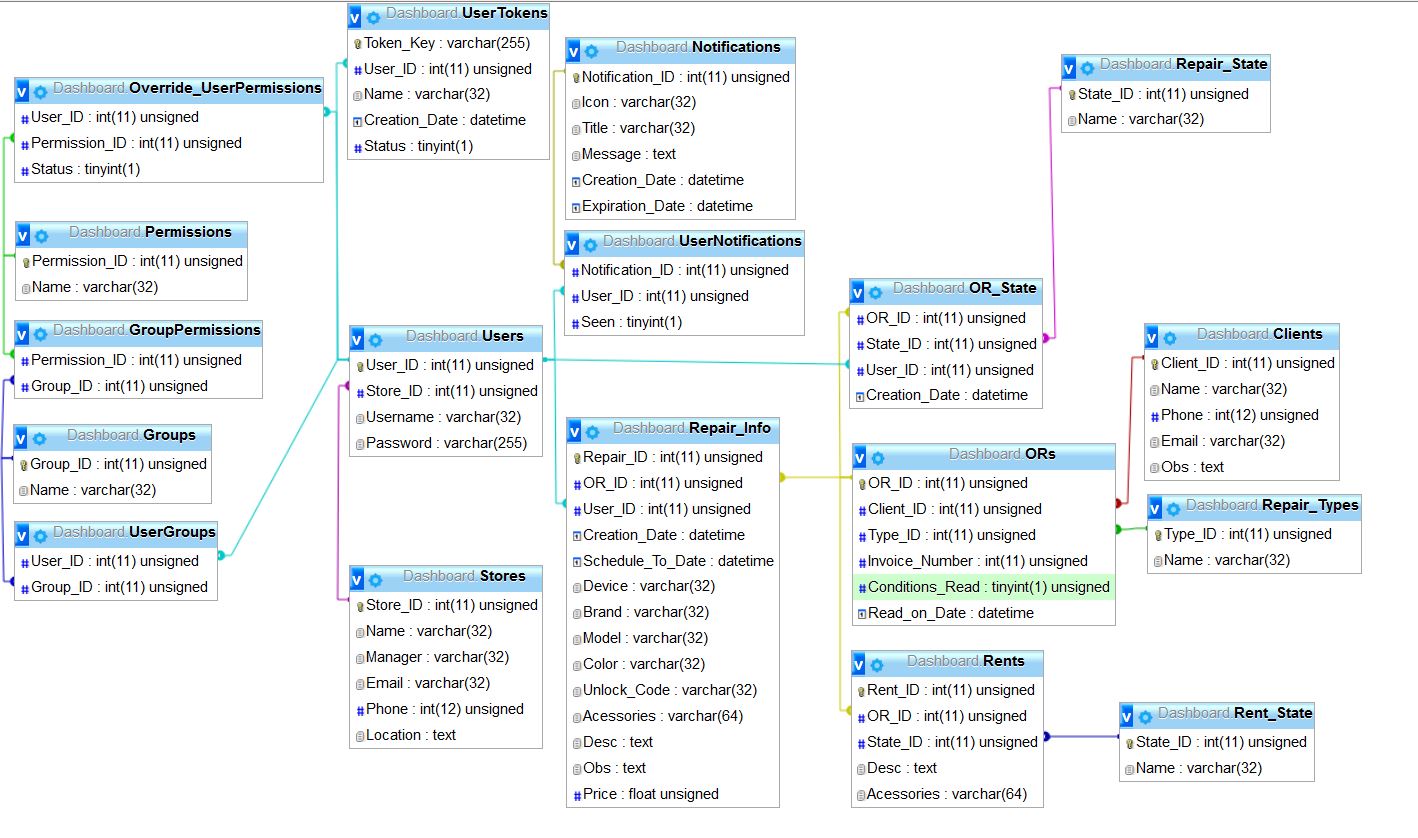 Dashboard.UserTokens
Token_Key : varchar(255)
User_ID : int(11) unsigned
Name : varchar(32)
Creation_Date : datetime
Status : tinyint(1)
Dashboard.Notifications
Notification_ID : int(11) unsigned
Icon : varchar(32)
Title : varchar(32)
Message : text
Creation_Date : datetime
Expiration_Date : datetime
Dashboard.Repair_State
State_ID : int(11) unsigned
Name : varchar(32)
Dashboard.Override_UserPermissions
User_ID : int(11) unsigned
Permission_ID : int(11) unsigned
Status : tinyint(1)
Dashboard.Permissions
Permission_ID : int(11) unsigned
Name : varchar(32)
Dashboard.UserNotifications
Notification_ID : int(11) unsigned
User_ID : int(11) unsigned
Seen : tinyint(1)
Dashboard.OR_State
OR_ID : int(11) unsigned
State_ID : int(11) unsigned
User_ID : int(11) unsigned
Creation_Date : datetime
Dashboard.GroupPermissions
Permission_ID : int(11) unsigned
Group_ID : int(11) unsigned
Dashboard.Users
User_ID : int(11) unsigned
Store_ID : int(11) unsigned
Username : varchar(32)
Password : varchar(255)
Dashboard.Clients
Client_ID : int(11) unsigned
Name : varchar(32)
Phone : int(12) unsigned
Email : varchar(32)
Obs : text
Dashboard.Groups
Group_ID : int(11) unsigned
Name : varchar(32)
Dashboard.Repair_Info
Repair_ID : int(11) unsigned
OR_ID : int(11) unsigned
User_ID : int(11) unsigned
Creation_Date : datetime
Schedule_To_Date : datetime
Device : varchar(32)
Brand : varchar(32)
Model : varchar(32)
Color : varchar(32)
Unlock_Code : varchar(32)
Acessories : varchar(64)
Desc : text
Obs : text
Price : float unsigned
Dashboard.ORs
OR_ID : int(11) unsigned
Client_ID : int(11) unsigned
Type_ID : int(11) unsigned
Invoice_Number : int(11) unsigned
Conditions_Read : tinyint(1) unsigned
Read_on_Date : datetime
Dashboard.Repair_Types
Type_ID : int(11) unsigned
Name : varchar(32)
Dashboard.UserGroups
User_ID : int(11) unsigned
Group_ID : int(11) unsigned
Dashboard.Stores
Store_ID : int(11) unsigned
Name : varchar(32)
Manager : varchar(32)
Email : varchar(32)
Phone : int(12) unsigned
Location : text
Dashboard.Rents
Rent_ID : int(11) unsigned
OR_ID : int(11) unsigned
State_ID : int(11) unsigned
Desc : text
Acessories : varchar(64)
Dashboard.Rent_State
State_ID : int(11) unsigned
Name : varchar(32)